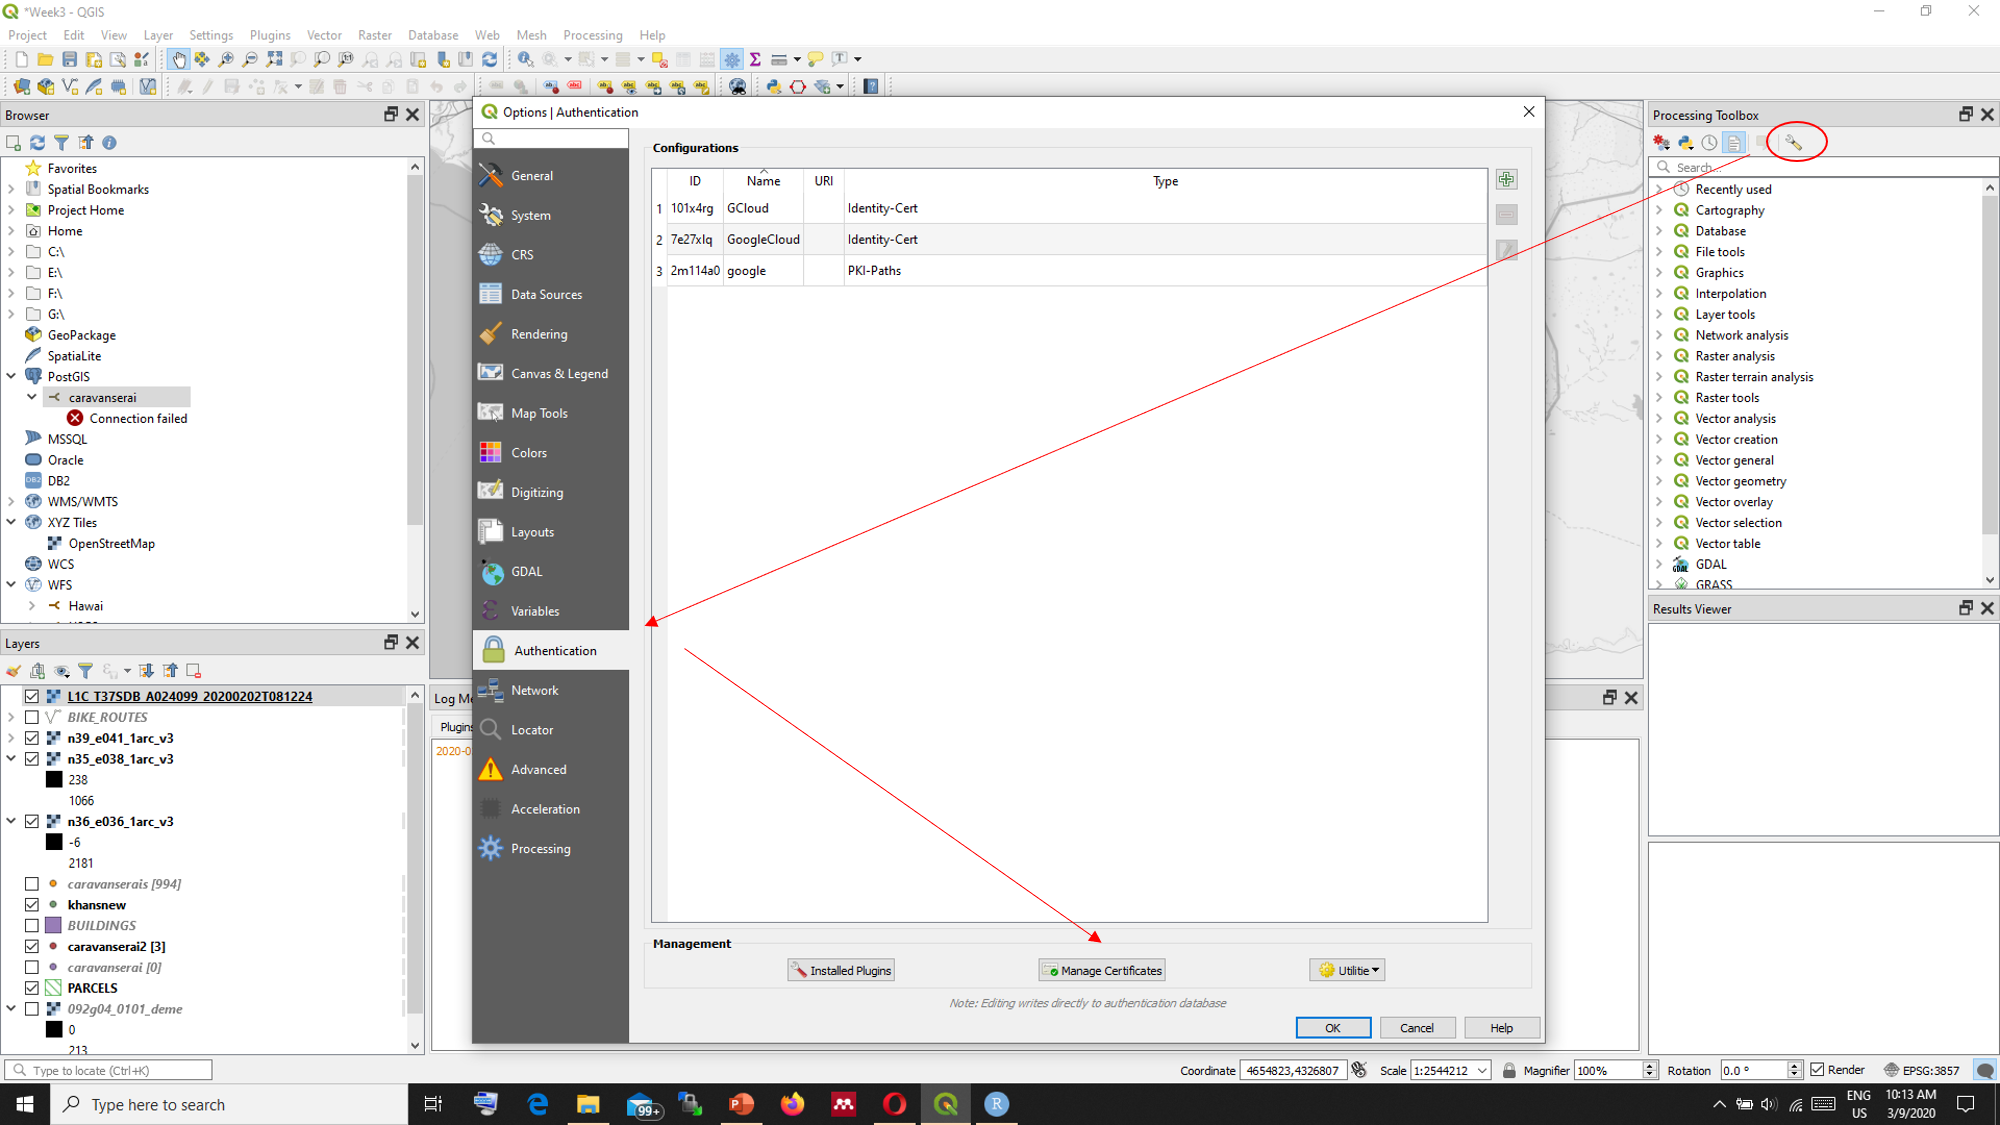 *Week3 - QGIS
Project Edit View Layer Settings Plugins Vector Raster Database Web Mesh Processing Help
Browser
Favorites
Spatial Bookmarks
Project Home
Home
C:\
E:\
F:\
G:\
GeoPackage
SpatiaLite
PostGIS
caravanserai
Connection failed
MSSQL
Oracle
DB2
WMS/WMTS
XYZ Tiles
OpenStreetMap
WCS
WFS
Hawai
Layers
L1C_T37SDB_A024099_20200202T081224
BIKE_ROUTES
n39_e041_1arc_v3
n35_e038_1arc_v3
238
1066
n36_e036_1arc_v3
-6
2181
caravanserais [994]
khansnew
BUILDINGS
caravanserai2 [3]
caravanserai [0]
PARCELS
092g04_0101_deme
0
213
Options | Authentication
General
System
CRS
Data Sources
Rendering
Canvas & Legend
Map Tools
Colors
Digitizing
Layouts
GDAL
Variables
Authentication
Network
Locator
Advanced
Acceleration
Processing
Configurations
ID Name URI Type
1 101x4rg GCloud Identity-Cert
2 GoogleCloud Identity-Cert
3 2m114a0 google PKI-Paths
Management
Installed Plugins Manage Certificates Utilitie
Note: Editing writes directly to authentication database
OK Cancel Help
Log Me
Plugins
2020-0
Processing Toolbox
Search...
Recently used
Cartography
Database
File tools
Graphics
Interpolation
Layer tools
Network analysis
Raster analysis
Raster terrain analysis
Raster tools
Vector analysis
Vector creation
Vector general
Vector geometry
Vector overlay
Vector selection
Vector table
GDAL
GRASS
Results Viewer
Type to locate (Ctrl+K)
Coordinate 4654823,4326807 Scale 1:2544212 Magnifier 100% Rotation 0.0 ° Render EPSG:3857
Type here to search
99+
ENG
US
10:13 AM
3/9/2020